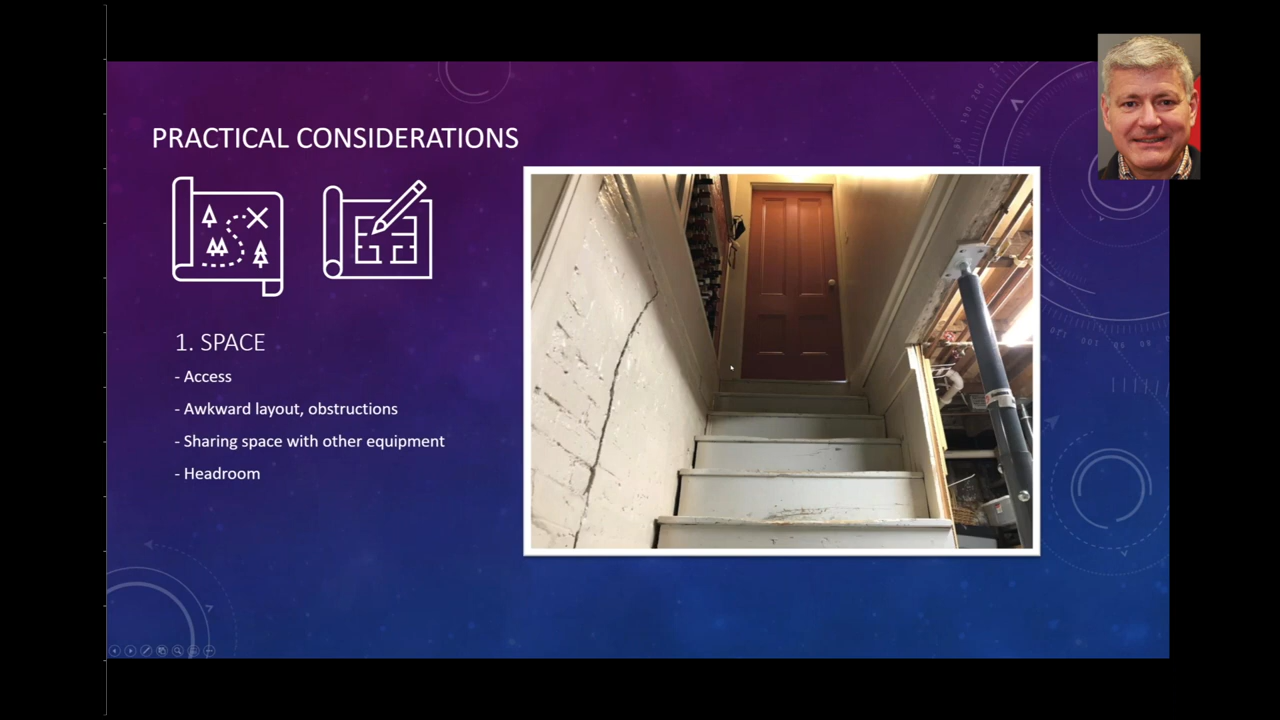 PRACTICAL CONSIDERATIONS
1. SPACE
- Access
- Awkward layout, obstructions
- Sharing space with other equipment
- Headroom